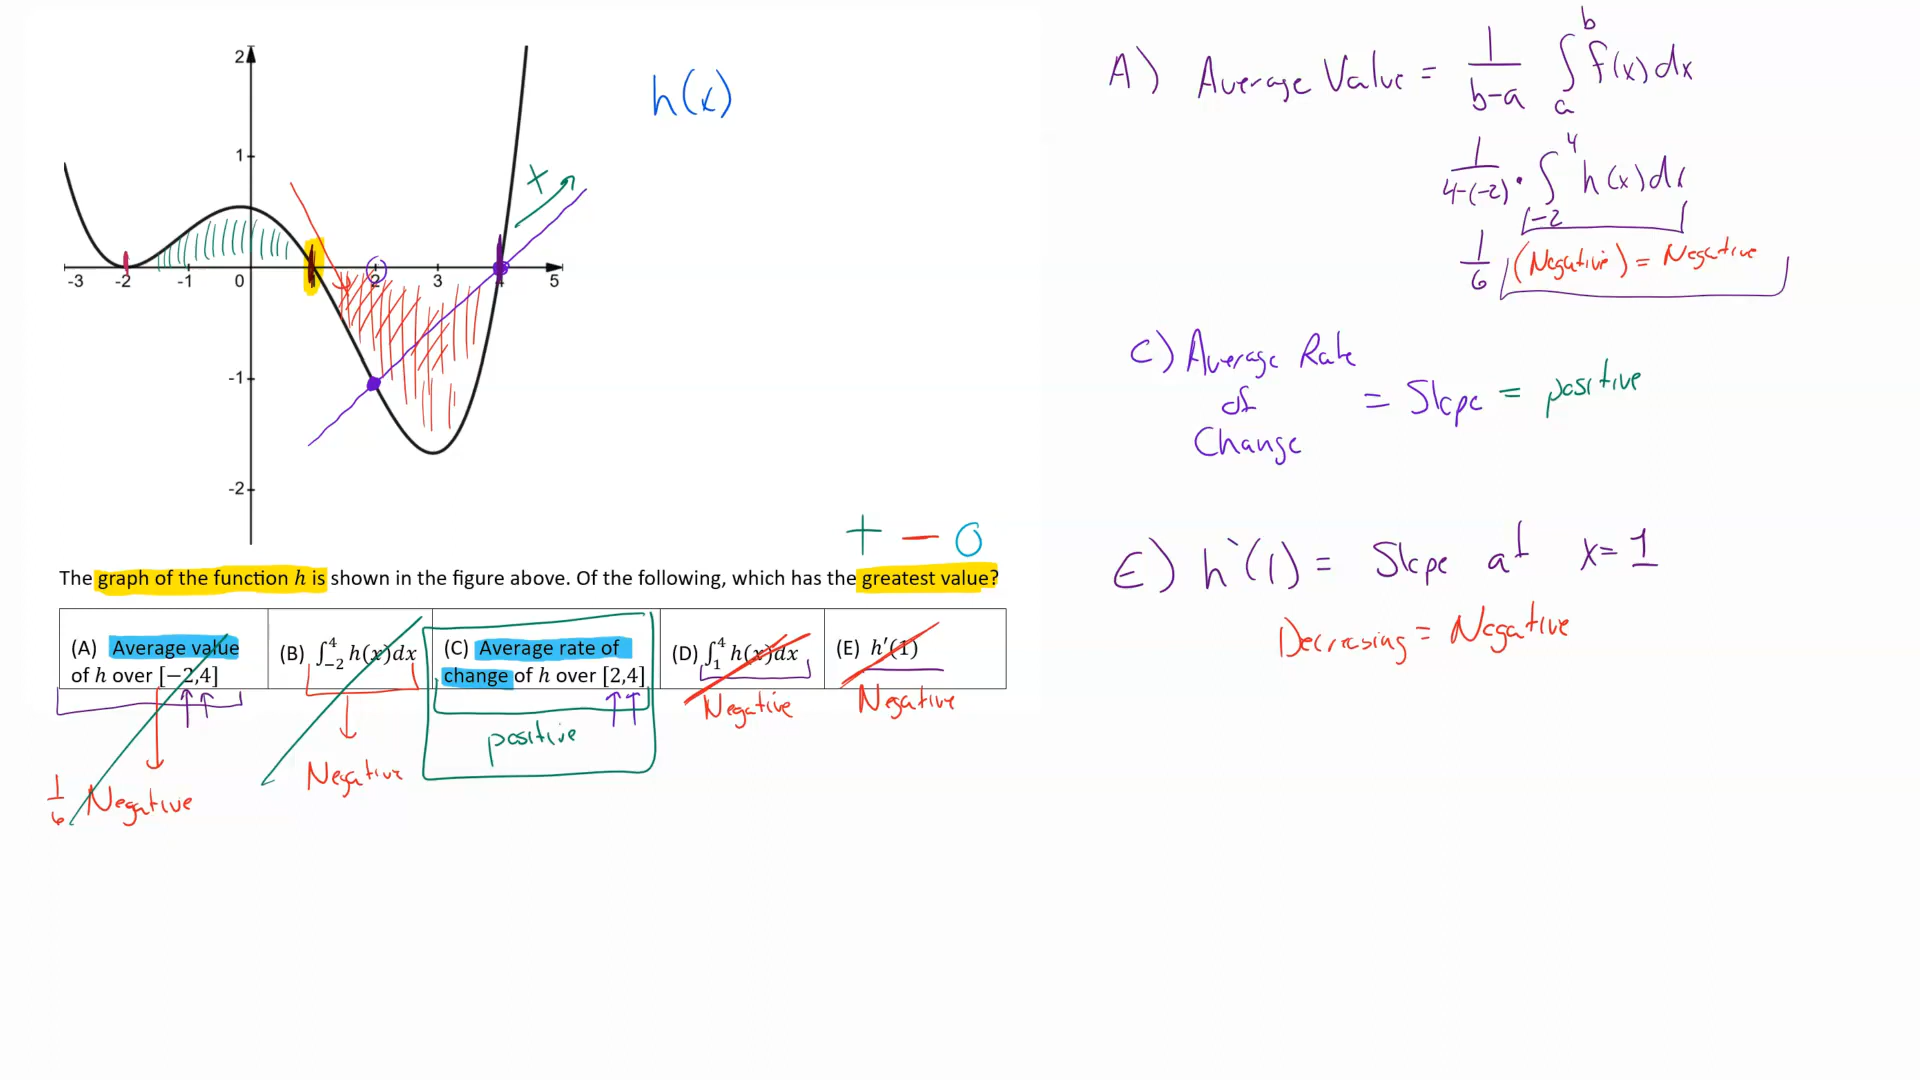 2
1
-3 -2 -1 0 2 3 5
-1
-2
h(x)
+
+ − 0
The graph of the function h is shown in the figure above. Of the following, which has the greatest value?
(A) Average value of h over [−2,4]
(B) ∫₋₂⁴ h(x)dx
(C) Average rate of change of h over [2,4]
(D) ∫₁⁴ h(x)dx
(E) h′(1)
1/6 Negative
Negative
positive
Negative
Negative
A) Average Value = 1/(b-a) ∫ₐᵇ f(x)dx
1/(4-(-2)) · ∫₋₂⁴ h(x)dx
1/6 (Negative) = Negative
C) Average Rate
of
Change
= Slope = positive
E) h'(1) = Slope at x=1
Decreasing = Negative